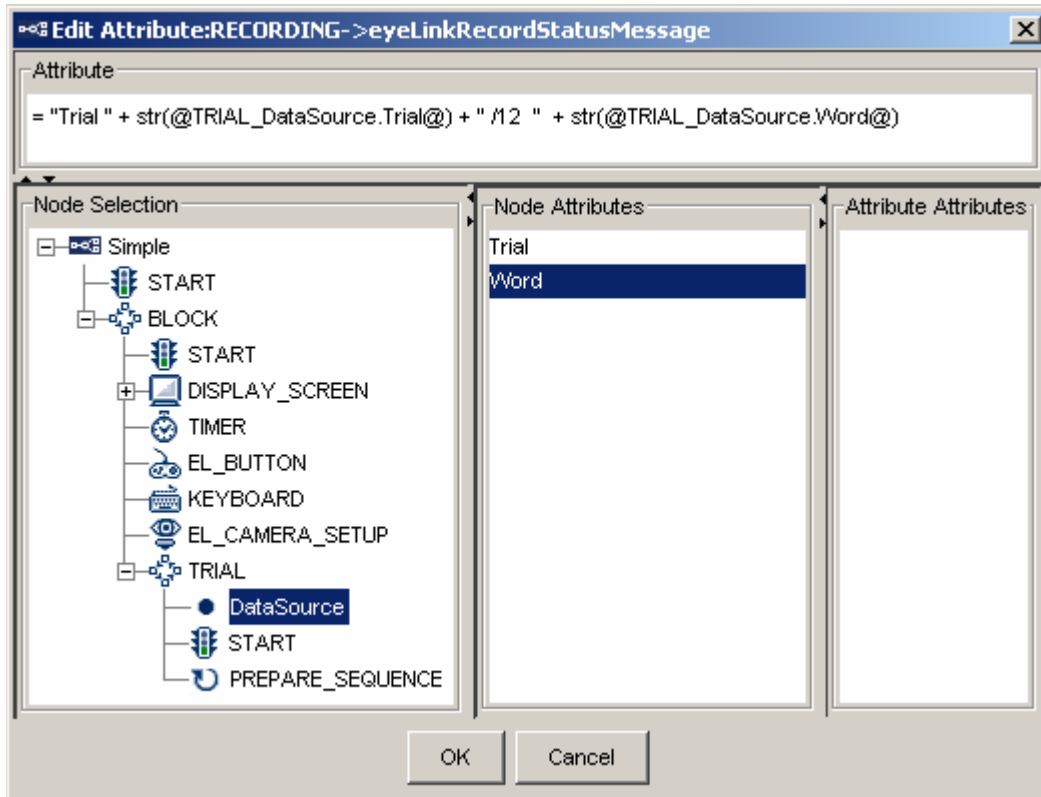 Edit Attribute:RECORDING->eyeLinkRecordStatusMessage
Attribute
= "Trial " + str(@TRIAL_DataSource.Trial@) + " /12  "  + str(@TRIAL_DataSource.Word@)
Node Selection
Simple
START
BLOCK
START
DISPLAY_SCREEN
TIMER
EL_BUTTON
KEYBOARD
EL_CAMERA_SETUP
TRIAL
DataSource
START
PREPARE_SEQUENCE
Node Attributes
Trial
Word
Attribute Attributes
OK
Cancel